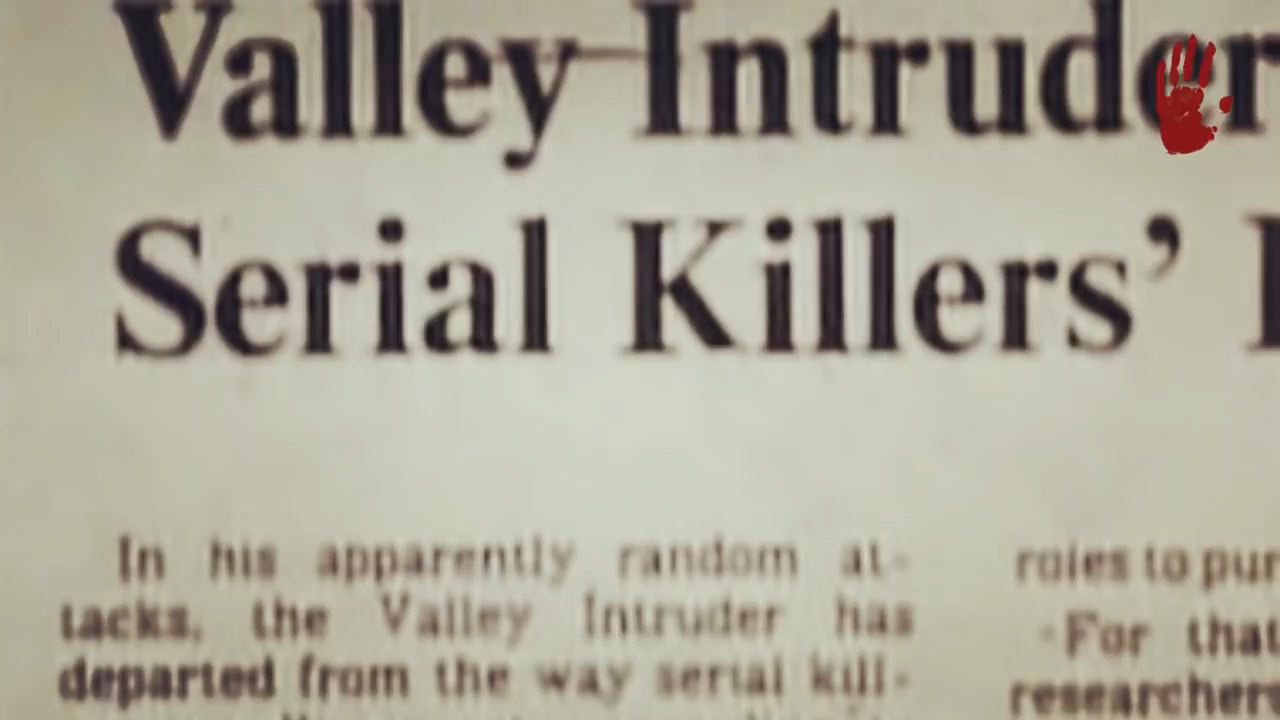 Valley Intruder
Serial Killers’
In his apparently random at-
tacks, the Valley Intruder has
departed from the way serial kill-
roles to pur
For that
researchers